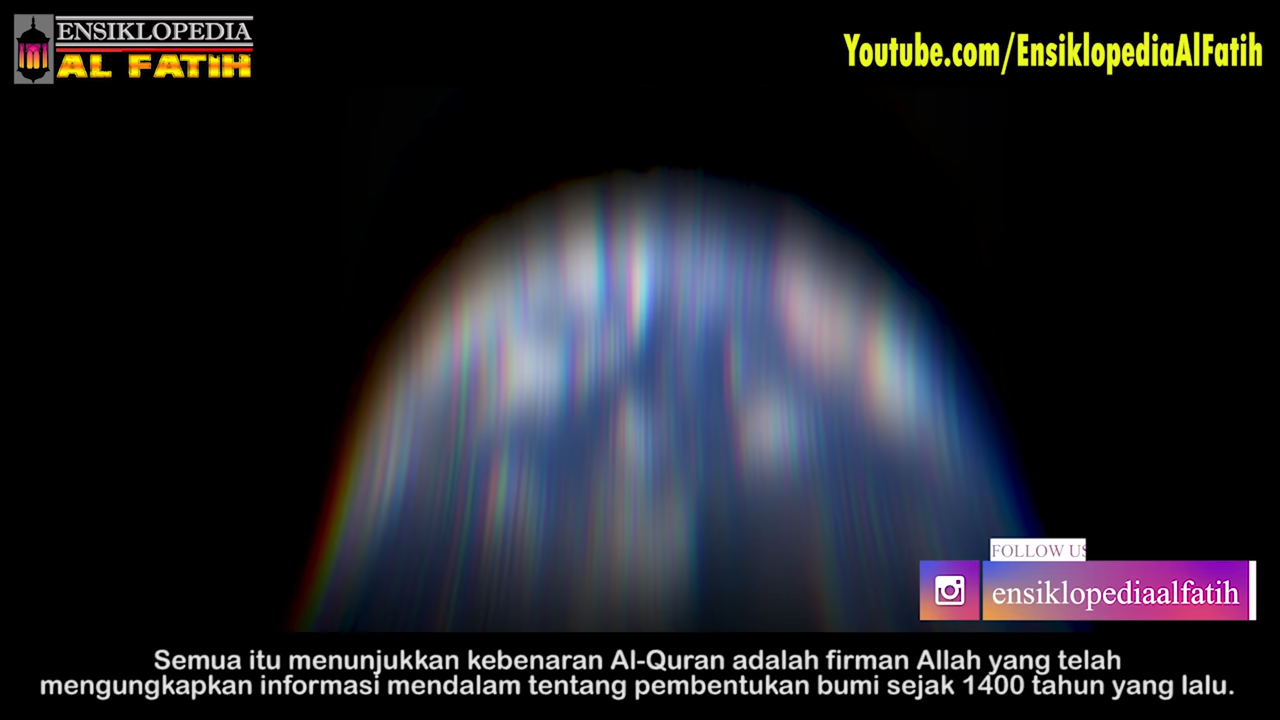 ENSIKLOPEDIA
AL FATIH
Youtube.com/EnsiklopediaAlFatih
FOLLOW US
ensiklopediaalfatih
Semua itu menunjukkan kebenaran Al-Quran adalah firman Allah yang telah
mengungkapkan informasi mendalam tentang pembentukan bumi sejak 1400 tahun yang lalu.